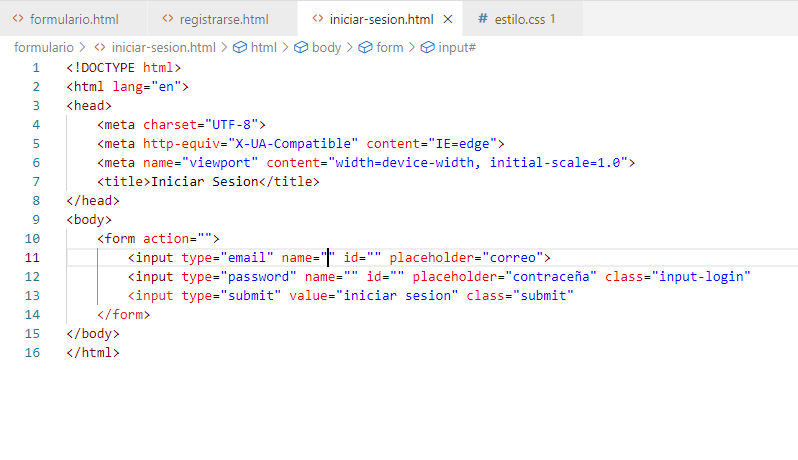 <> formulario.html <> registrarse.html <> iniciar-sesion.html × # estilo.css 1
formulario > <> iniciar-sesion.html > html > body > form > input#
1 <!DOCTYPE html>
2 <html lang="en">
3 <head>
4 <meta charset="UTF-8">
5 <meta http-equiv="X-UA-Compatible" content="IE=edge">
6 <meta name="viewport" content="width=device-width, initial-scale=1.0">
7 <title>Iniciar Sesion</title>
8 </head>
9 <body>
10 <form action="">
11 <input type="email" name="" id="" placeholder="correo">
12 <input type="password" name="" id="" placeholder="contraceña" class="input-login"
13 <input type="submit" value="iniciar sesion" class="submit"
14 </form>
15 </body>
16 </html>